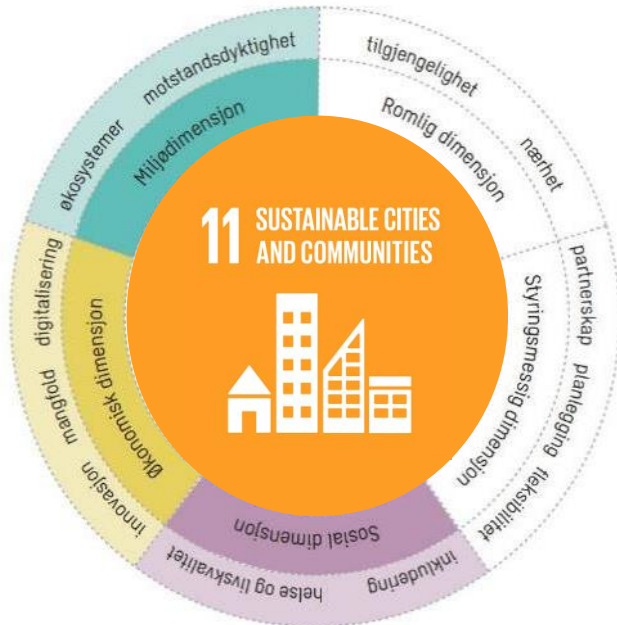 motstandsdyktighet
økosystemer
Miljødimensjon
tilgjengelighet
nærhet
Romlig dimensjon
partnerskap
planlegging
fleksibilitet
Styringsmessig dimensjon
inkludering
helse og livskvalitet
Sosial dimensjon
innovasjon
mangfold
digitalisering
Økonomisk dimensjon
11 SUSTAINABLE CITIES
AND COMMUNITIES